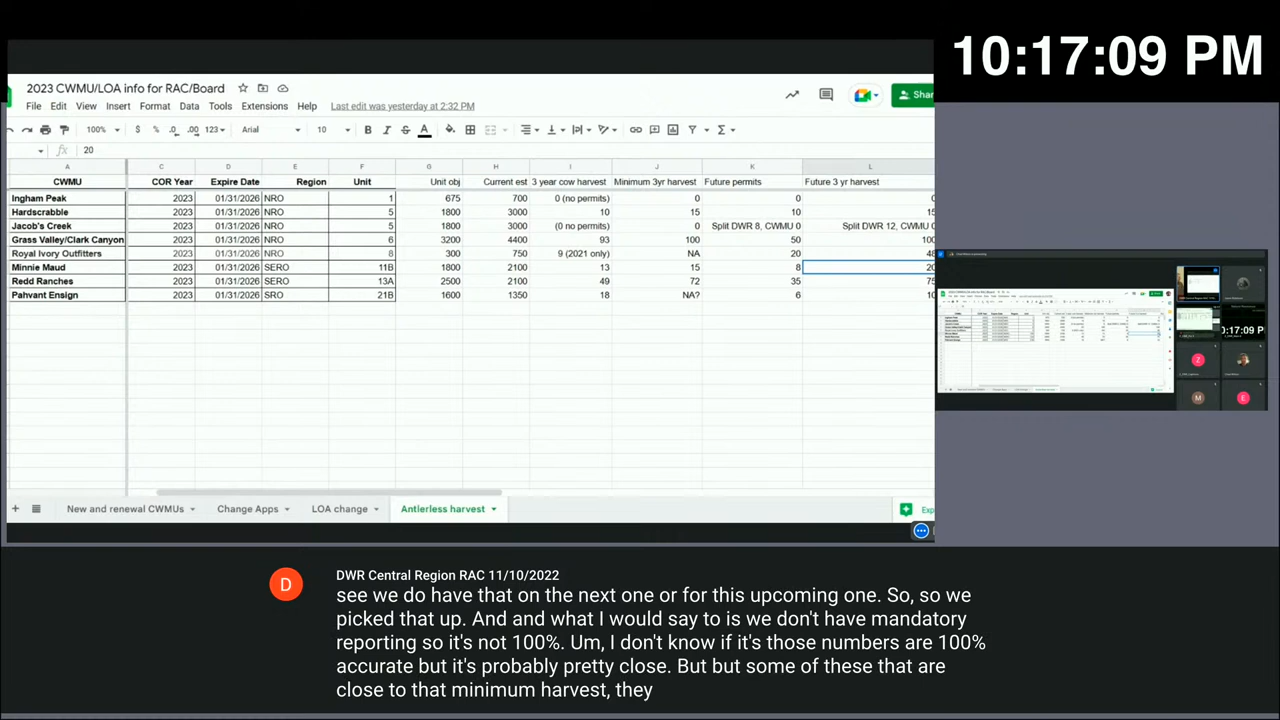 10:17:09 PM
2023 CWMU/LOA info for RAC/Board
File Edit View Insert Format Data Tools Extensions Help Last edit was yesterday at 2:32 PM
Shar
100% $ % .0 .00 123 Arial 10 B I S A
fx 20
A C D E F G H I J K L
CWMU COR Year Expire Date Region Unit Unit obj Current est 3 year cow harvest Minimum 3yr harvest Future permits Future 3 yr harvest
Ingham Peak 2023 01/31/2026 NRO 1 675 700 0 (no permits) 0 0 0
Hardscrabble 2023 01/31/2026 NRO 5 1800 3000 10 15 10 15
Jacob's Creek 2023 01/31/2026 NRO 5 1800 3000 (no permits) 0 Split DWR 8, CWMU 0 Split DWR 12, CWMU 0
Grass Valley/Clark Canyon 2023 01/31/2026 NRO 6 3200 4400 93 100 50 100
Royal Ivory Outfitters 2023 01/31/2026 NRO 8 300 750 9 (2021 only) NA 20 48
Minnie Maud 2023 01/31/2026 SERO 11B 1800 2100 13 15 8 20
Redd Ranches 2023 01/31/2026 SERO 13A 2500 2100 49 72 35 75
Pahvant Ensign 2023 01/31/2026 SRO 21B 1600 1350 18 NA? 6 10
New and renewal CWMUs Change Apps LOA change Antlerless harvest Exp
0:17:09 PM
Z
M E
D
DWR Central Region RAC 11/10/2022
see we do have that on the next one or for this upcoming one. So, so we
picked that up. And and what I would say to is we don't have mandatory
reporting so it's not 100%. Um, I don't know if it's those numbers are 100%
accurate but it's probably pretty close. But but some of these that are
close to that minimum harvest, they